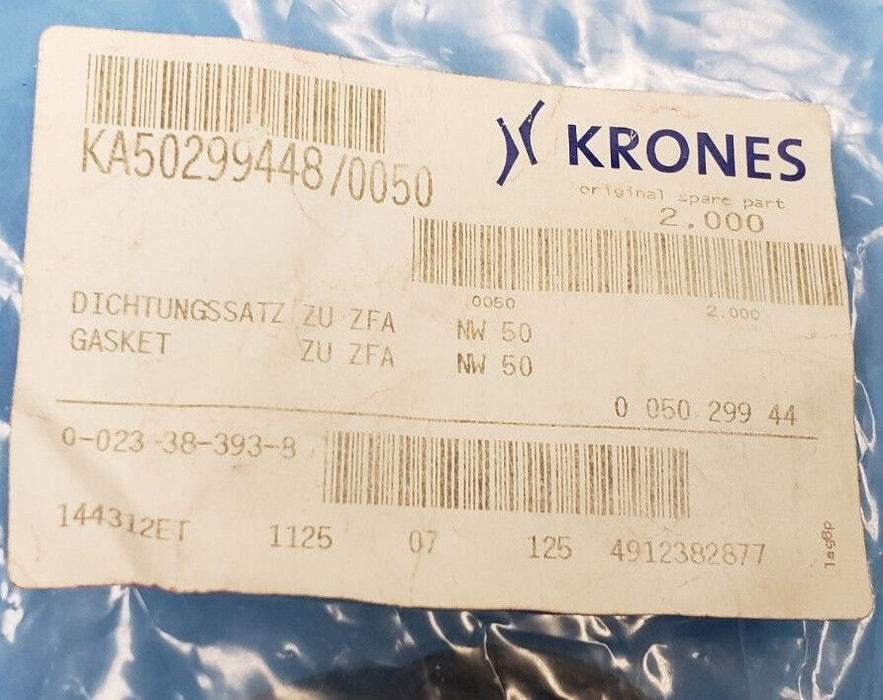 KA50299448/0050
KRONES
original spare part
2.000
0050 2.000
DICHTUNGSSATZ ZU ZFA NW 50
GASKET ZU ZFA NW 50
0 050 299 44
0-023-38-393-8
144312ET 1125 07 125 4912382877